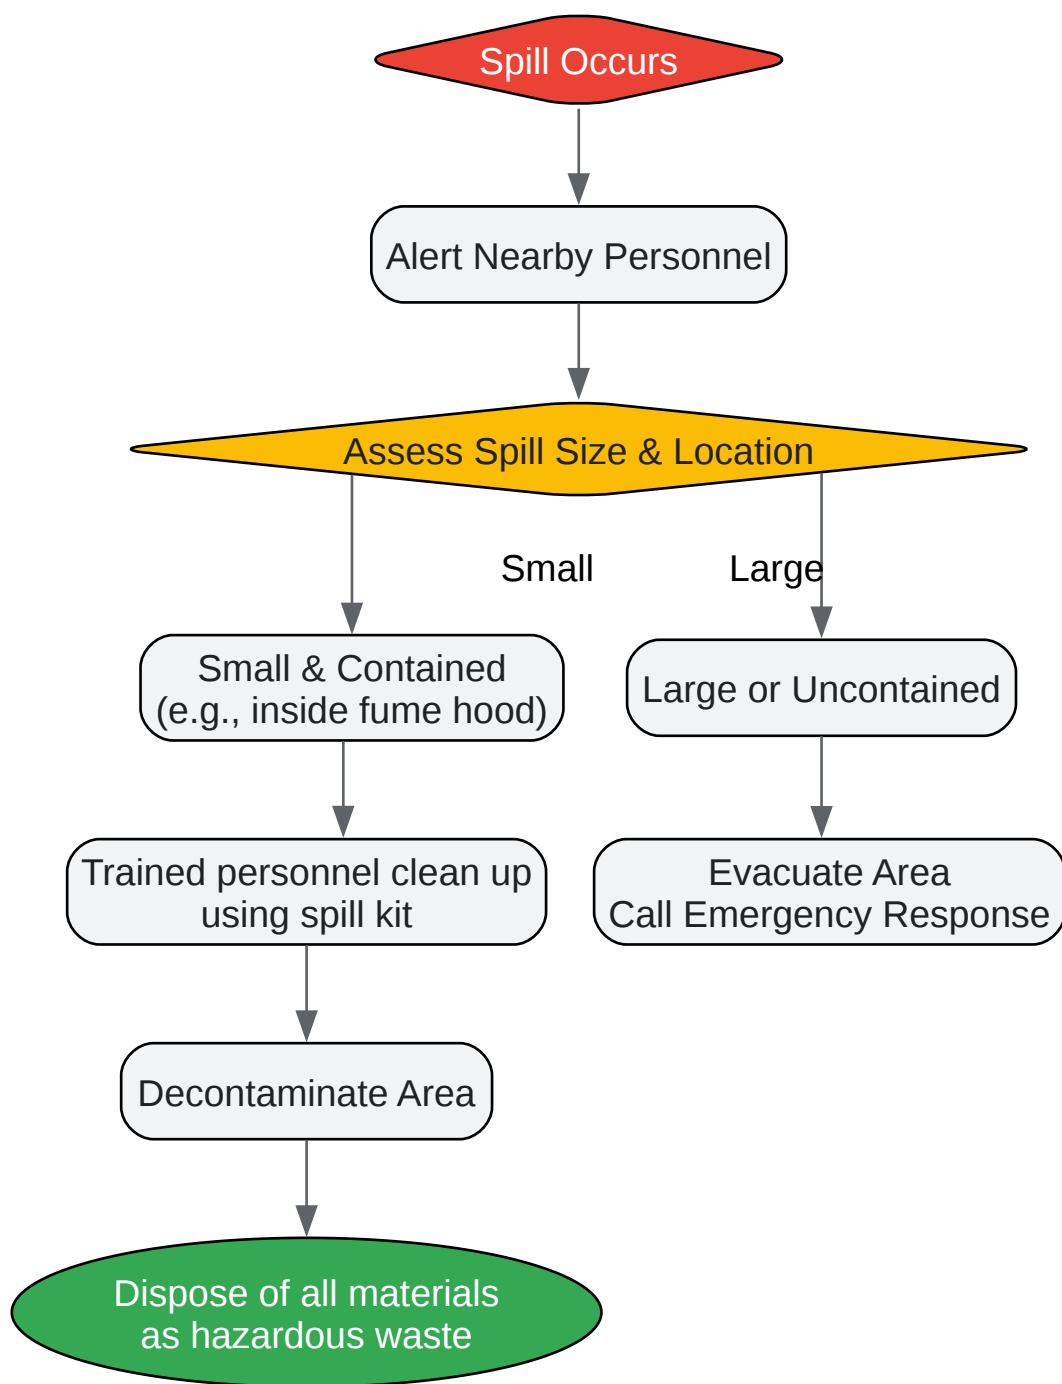 Spill Occurs
Alert Nearby Personnel
Assess Spill Size & Location
Small
Large
Small & Contained
(e.g., inside fume hood)
Large or Uncontained
Trained personnel clean up
using spill kit
Evacuate Area
Call Emergency Response
Decontaminate Area
Dispose of all materials
as hazardous waste